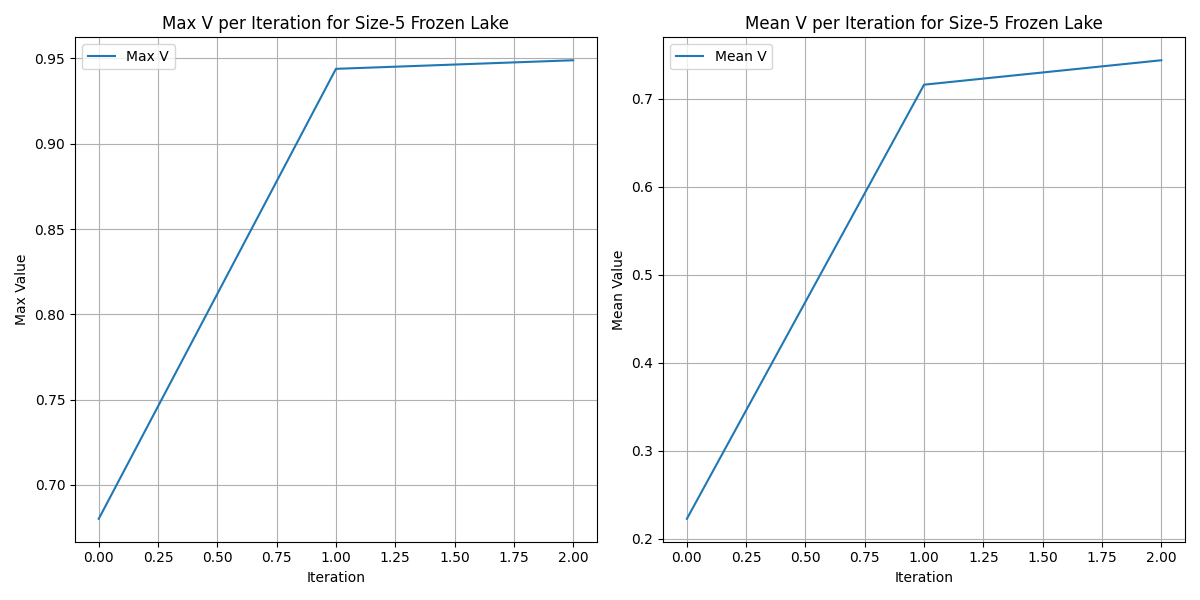 Max V per Iteration for Size-5 Frozen Lake
Max V
0.95
0.90
0.85
0.80
0.75
0.70
Max Value
0.00 0.25 0.50 0.75 1.00 1.25 1.50 1.75 2.00
Iteration
Mean V per Iteration for Size-5 Frozen Lake
Mean V
0.7
0.6
0.5
0.4
0.3
0.2
Mean Value
0.00 0.25 0.50 0.75 1.00 1.25 1.50 1.75 2.00
Iteration